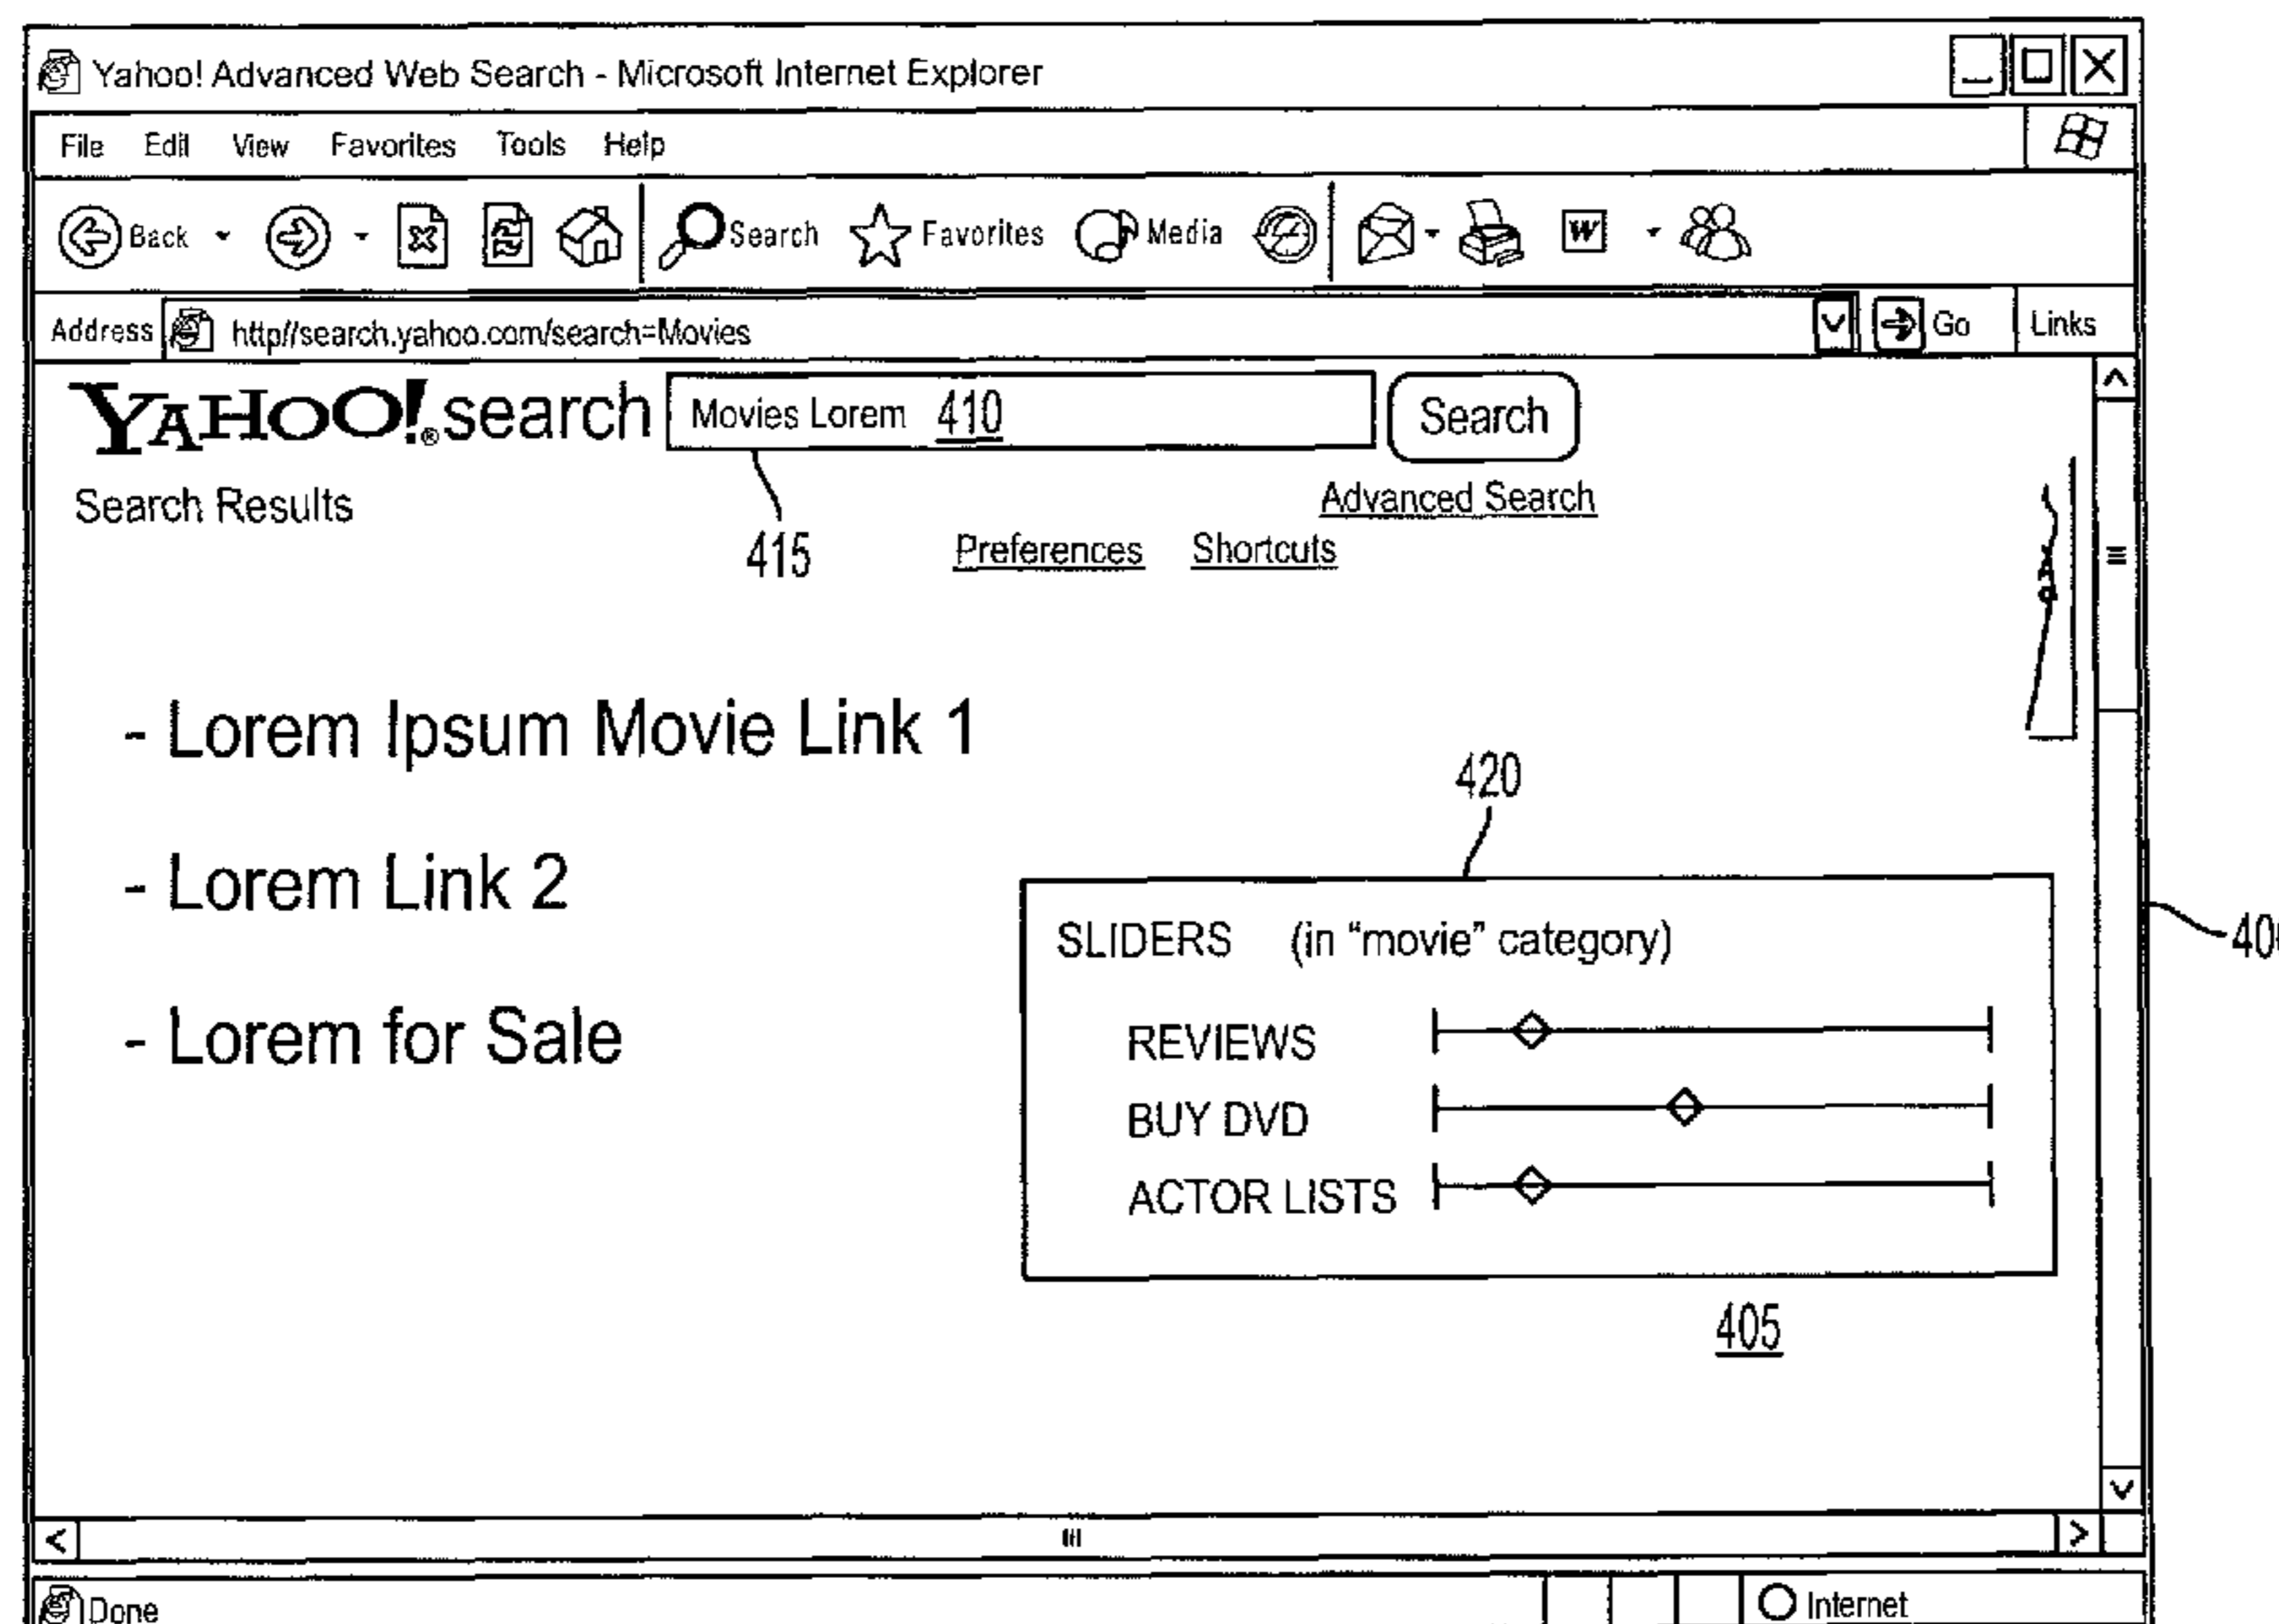 Yahoo! Advanced Web Search - Microsoft Internet Explorer
File Edit View Favorites Tools Help
Back Search Favorites Media W
Address http//search.yahoo.com/search=Movies Go Links
YAHOO!® search Movies Lorem 410 Search
Search Results Advanced Search
415 Preferences Shortcuts
- Lorem Ipsum Movie Link 1
420
- Lorem Link 2
SLIDERS (in “movie” category)
- Lorem for Sale
REVIEWS
BUY DVD
ACTOR LISTS
405
Done Internet